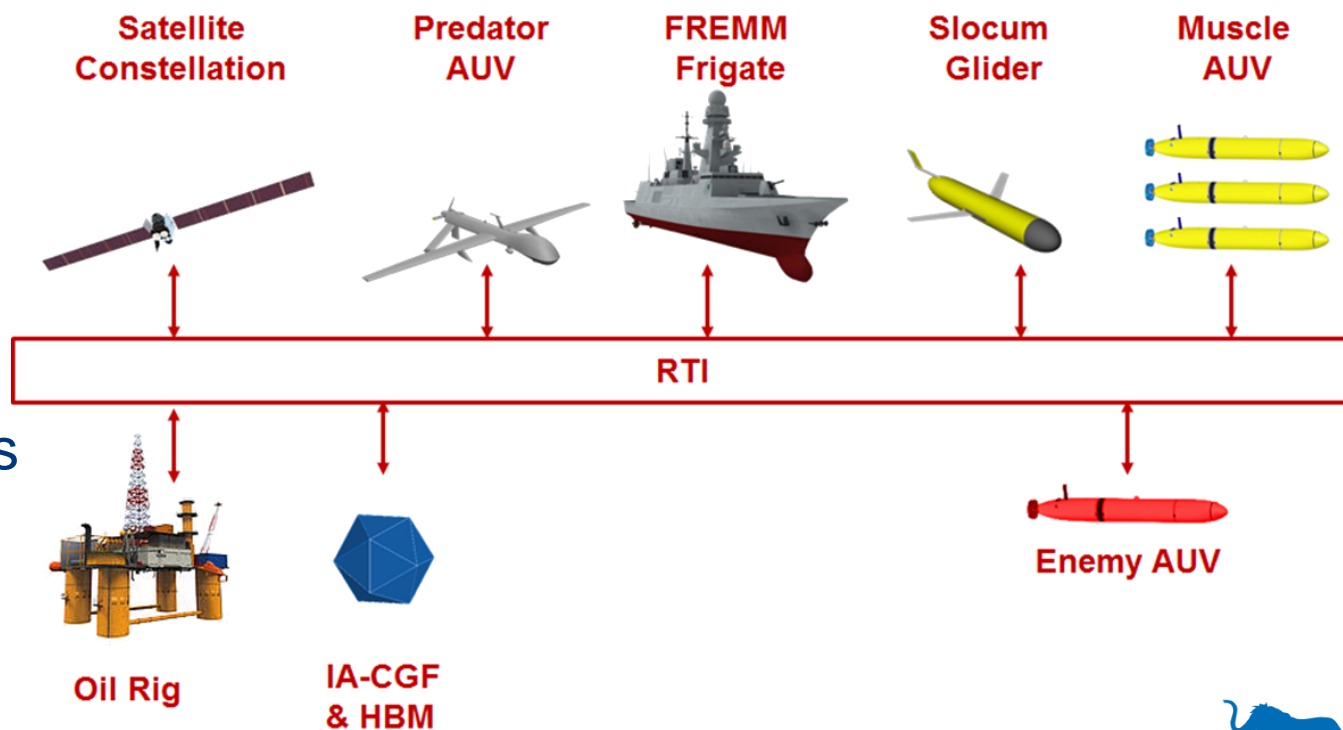 Satellite
Constellation
Predator
AUV
FREMM
Frigate
Slocum
Glider
Muscle
AUV
RTI
s
Oil Rig
IA-CGF
& HBM
Enemy AUV